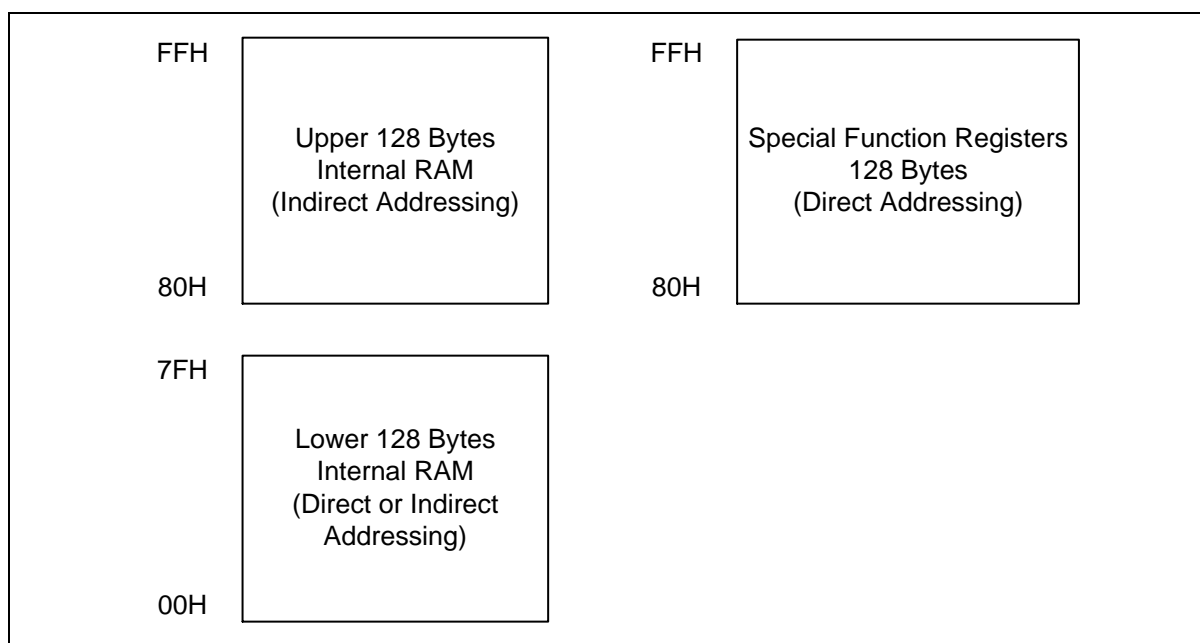 FFH
Upper 128 Bytes
Internal RAM
(Indirect Addressing)
80H
FFH
Special Function Registers
128 Bytes
(Direct Addressing)
80H
7FH
Lower 128 Bytes
Internal RAM
(Direct or Indirect
Addressing)
00H